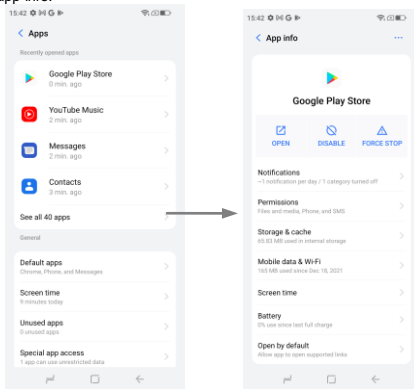 app info.
15:42
Apps
Recently opened apps
Google Play Store
0 min. ago
YouTube Music
2 min. ago
Messages
2 min. ago
Contacts
3 min. ago
See all 40 apps
General
Default apps
Chrome, Phone, and Messages
Screen time
9 minutes today
Unused apps
0 unused apps
Special app access
1 app can use unrestricted data
15:42
App info
Google Play Store
OPEN DISABLE FORCE STOP
Notifications
~1 notification per day / 1 category turned off
Permissions
Files and media, Phone, and SMS
Storage & cache
65.83 MB used in internal storage
Mobile data & Wi-Fi
165 MB used since Dec 18, 2021
Screen time
Battery
0% use since last full charge
Open by default
Allow app to open supported links